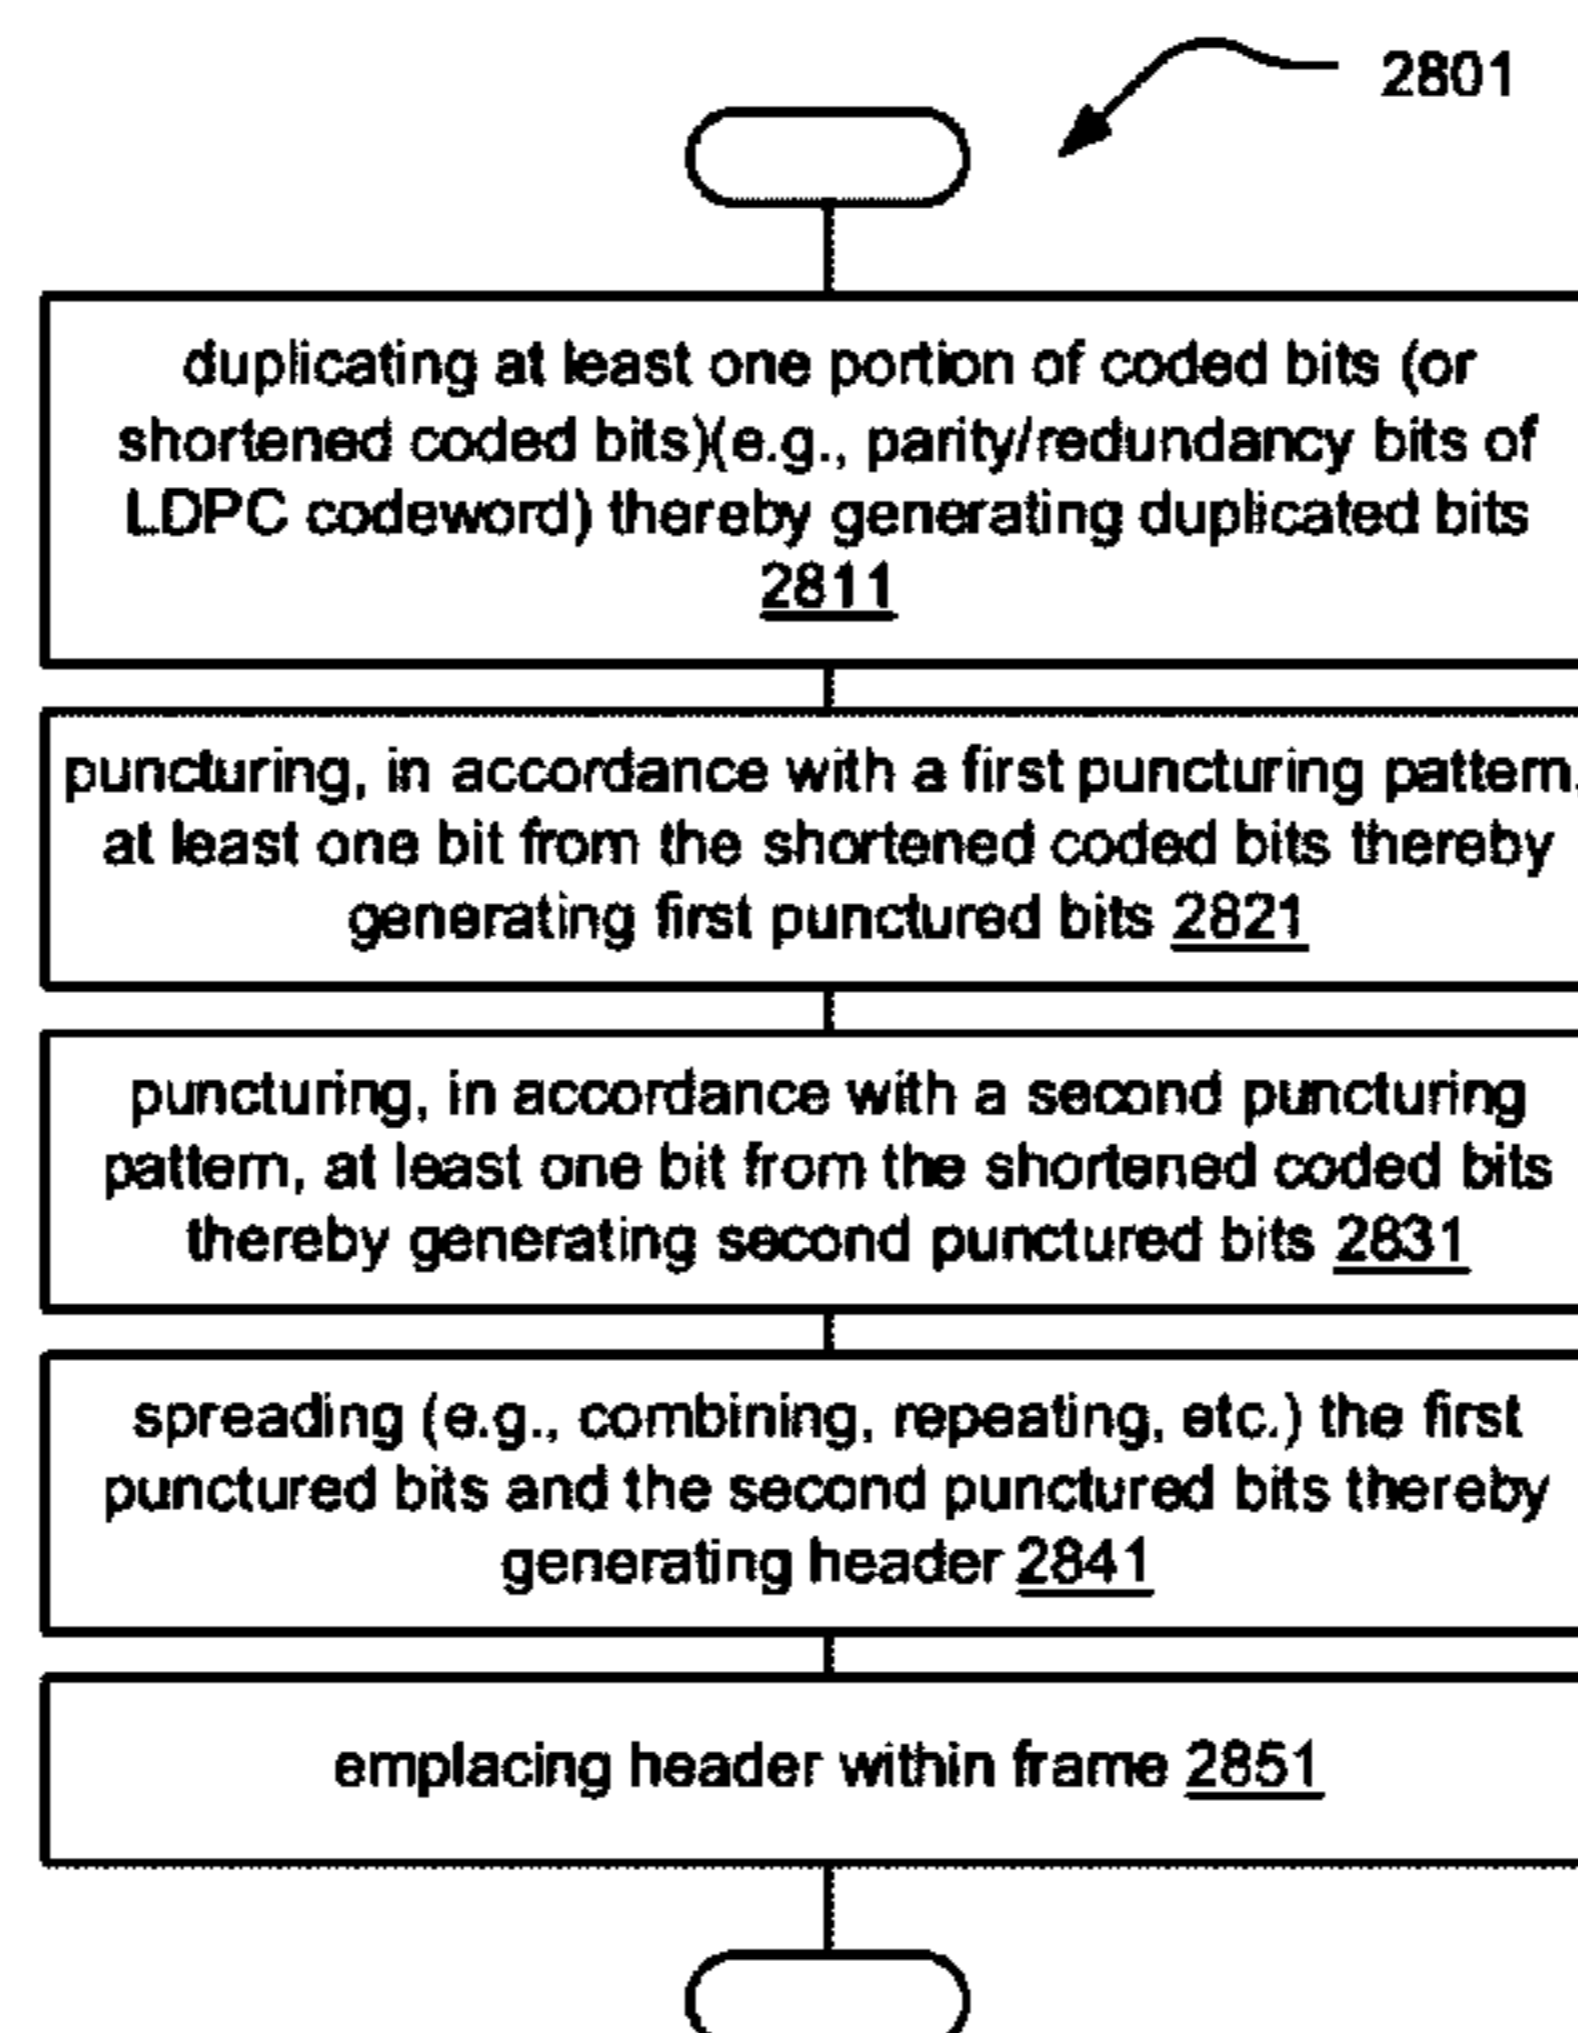 2801
duplicating at least one portion of coded bits (or
shortened coded bits)(e.g., parity/redundancy bits of
LDPC codeword) thereby generating duplicated bits
2811
puncturing, in accordance with a first puncturing pattern,
at least one bit from the shortened coded bits thereby
generating first punctured bits 2821
puncturing, in accordance with a second puncturing
pattern, at least one bit from the shortened coded bits
thereby generating second punctured bits 2831
spreading (e.g., combining, repeating, etc.) the first
punctured bits and the second punctured bits thereby
generating header 2841
emplacing header within frame 2851